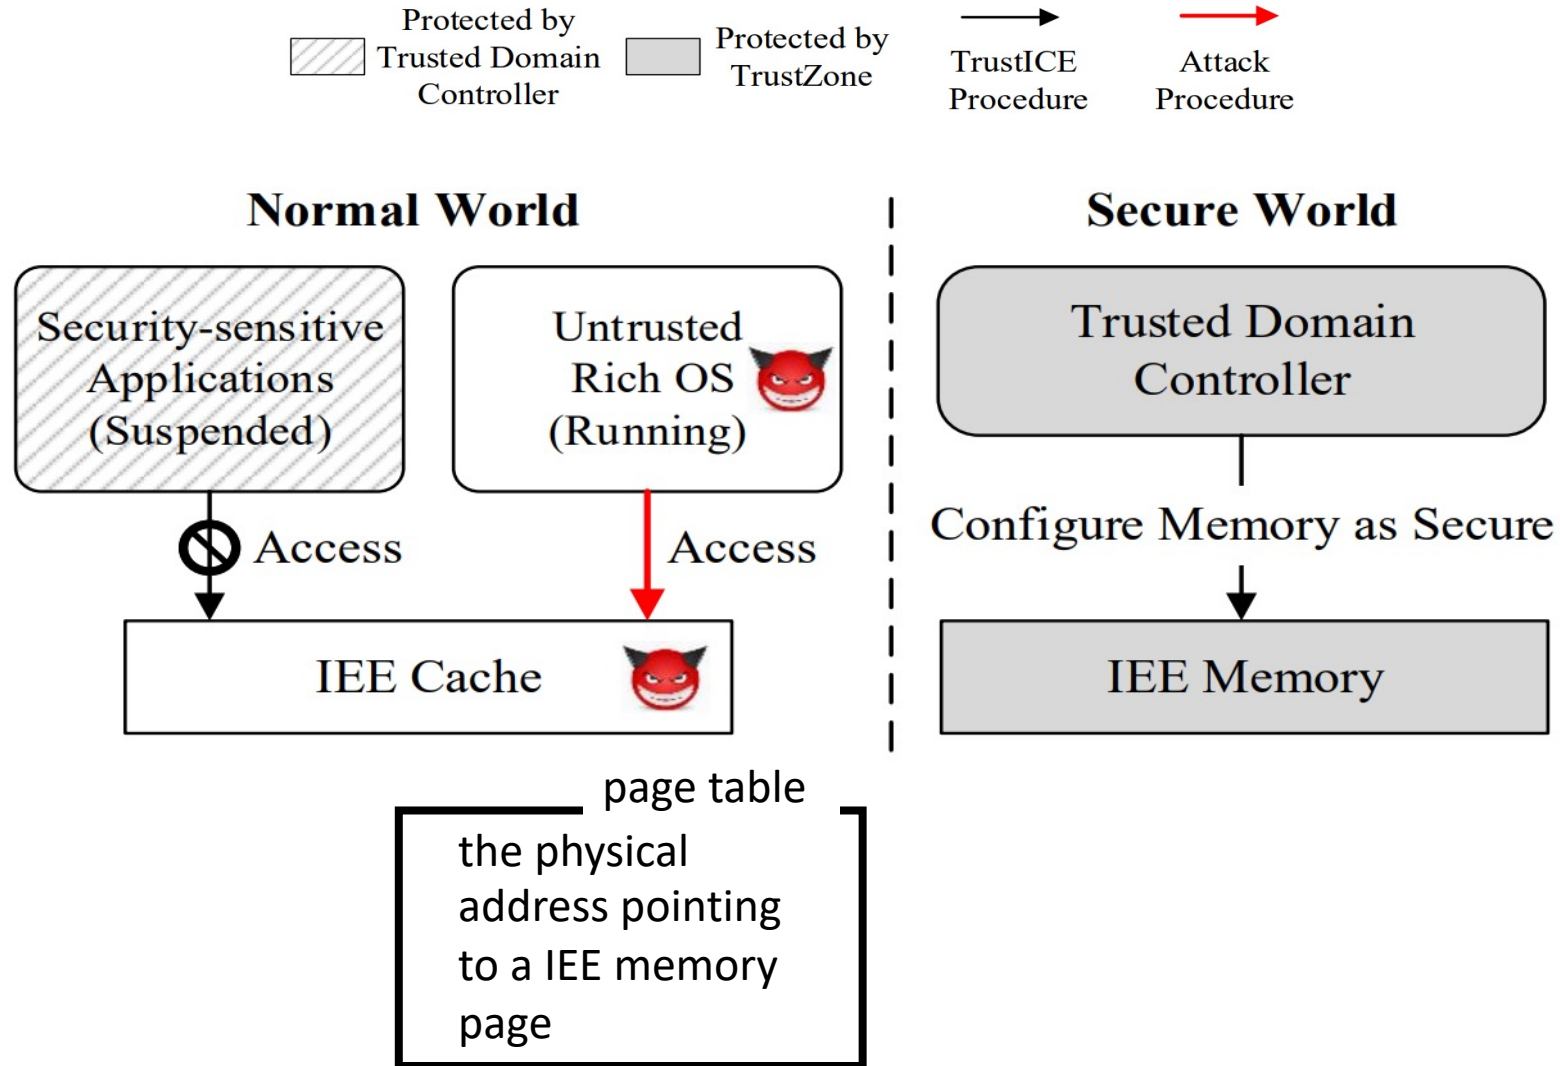 Protected by
Trusted Domain
Controller
Protected by
TrustZone
TrustICE
Procedure
Attack
Procedure
Normal World
Secure World
Security-sensitive
Applications
(Suspended)
Untrusted
Rich OS
(Running)
Trusted Domain
Controller
Access
Access
Configure Memory as Secure
IEE Cache
IEE Memory
page table
the physical
address pointing
to a IEE memory
page